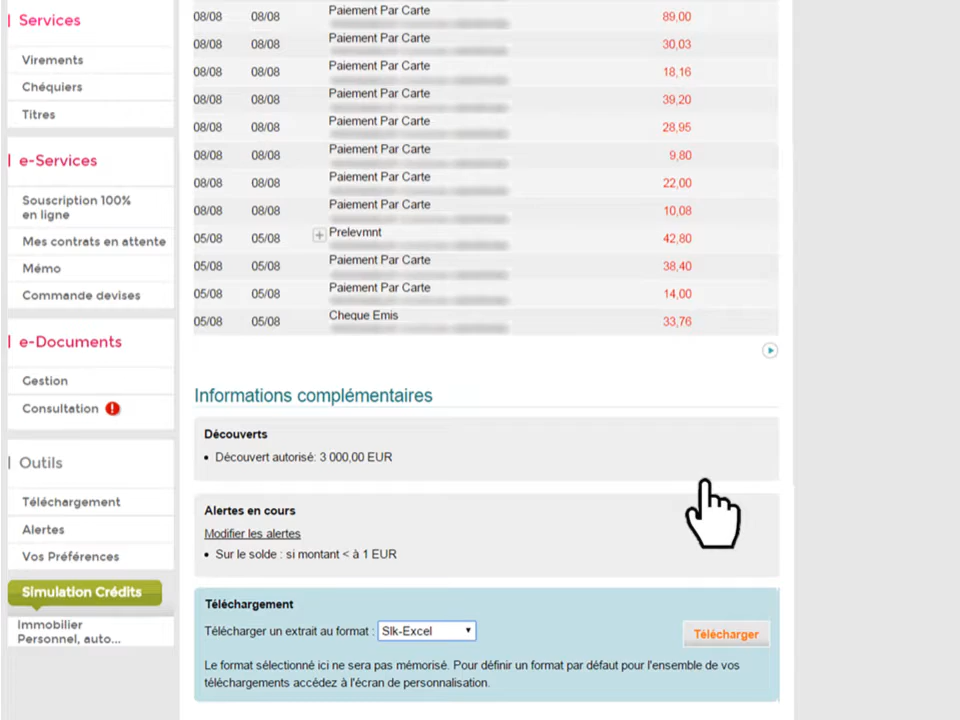 Services
Virements
Chéquiers
Titres
e-Services
Souscription 100%
en ligne
Mes contrats en attente
Mémo
Commande devises
e-Documents
Gestion
Consultation !
Outils
Téléchargement
Alertes
Vos Préférences
Simulation Crédits
Immobilier
Personnel, auto...
08/08 08/08 Paiement Par Carte 89,00
08/08 08/08 Paiement Par Carte 30,03
08/08 08/08 Paiement Par Carte 18,16
08/08 08/08 Paiement Par Carte 39,20
08/08 08/08 Paiement Par Carte 28,95
08/08 08/08 Paiement Par Carte 9,80
08/08 08/08 Paiement Par Carte 22,00
08/08 08/08 Paiement Par Carte 10,08
05/08 05/08 + Prelevmnt 42,80
05/08 05/08 Paiement Par Carte 38,40
05/08 05/08 Paiement Par Carte 14,00
05/08 05/08 Cheque Emis 33,76
Informations complémentaires
Découverts
• Découvert autorisé: 3 000,00 EUR
Alertes en cours
Modifier les alertes
• Sur le solde : si montant < à 1 EUR
Téléchargement
Télécharger un extrait au format : Slk-Excel Télécharger
Le format sélectionné ici ne sera pas mémorisé. Pour définir un format par défaut pour l'ensemble de vos
téléchargements accédez à l'écran de personnalisation.